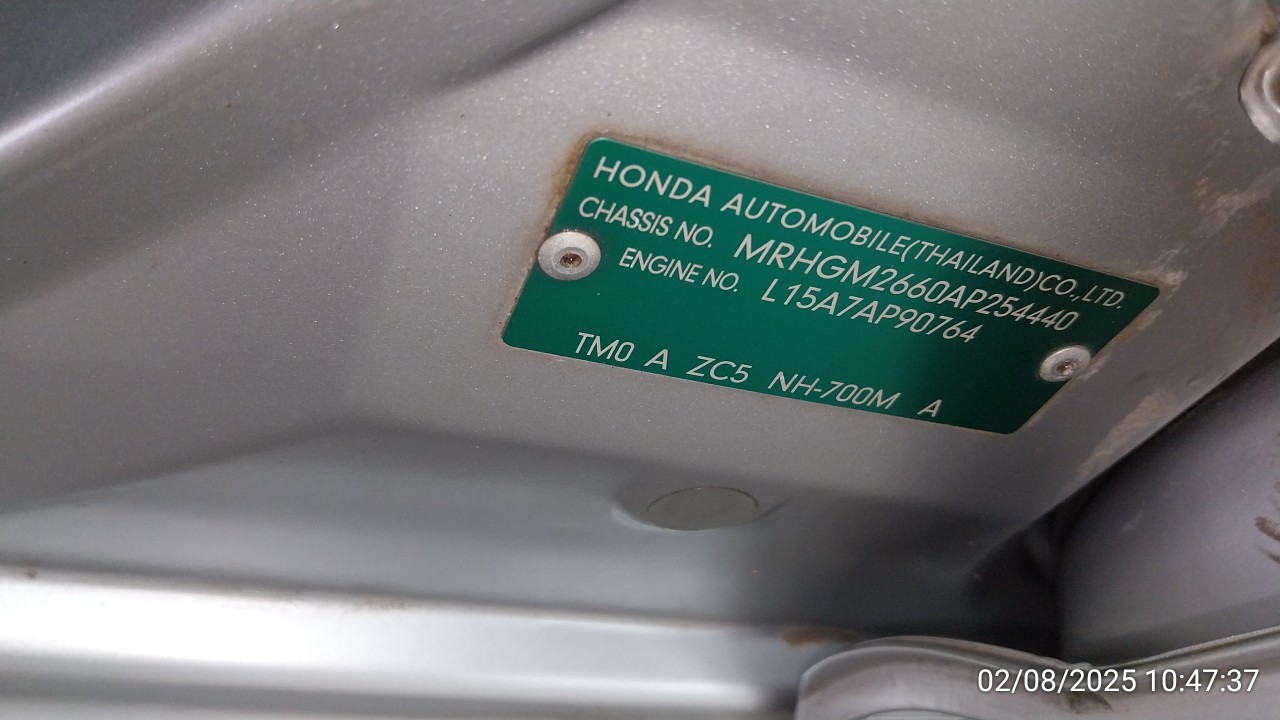 HONDA AUTOMOBILE(THAILAND)CO.,LTD.
CHASSIS NO. MRHGM2660AP254440
ENGINE NO. L15A7AP90764
TM0 A ZC5 NH-700M A
02/08/2025 10:47:37